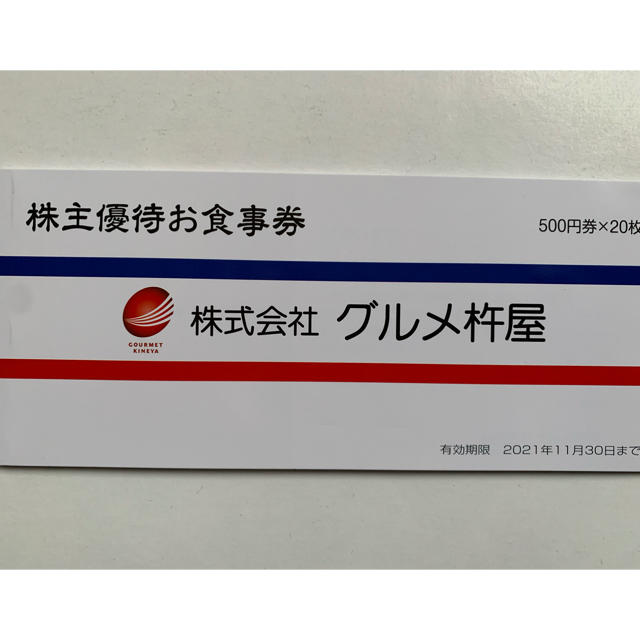 株主優待お食事券
500円券×20枚
GOURMET
KINEYA
株式会社 グルメ杵屋
有効期限 2021年11月30日まで